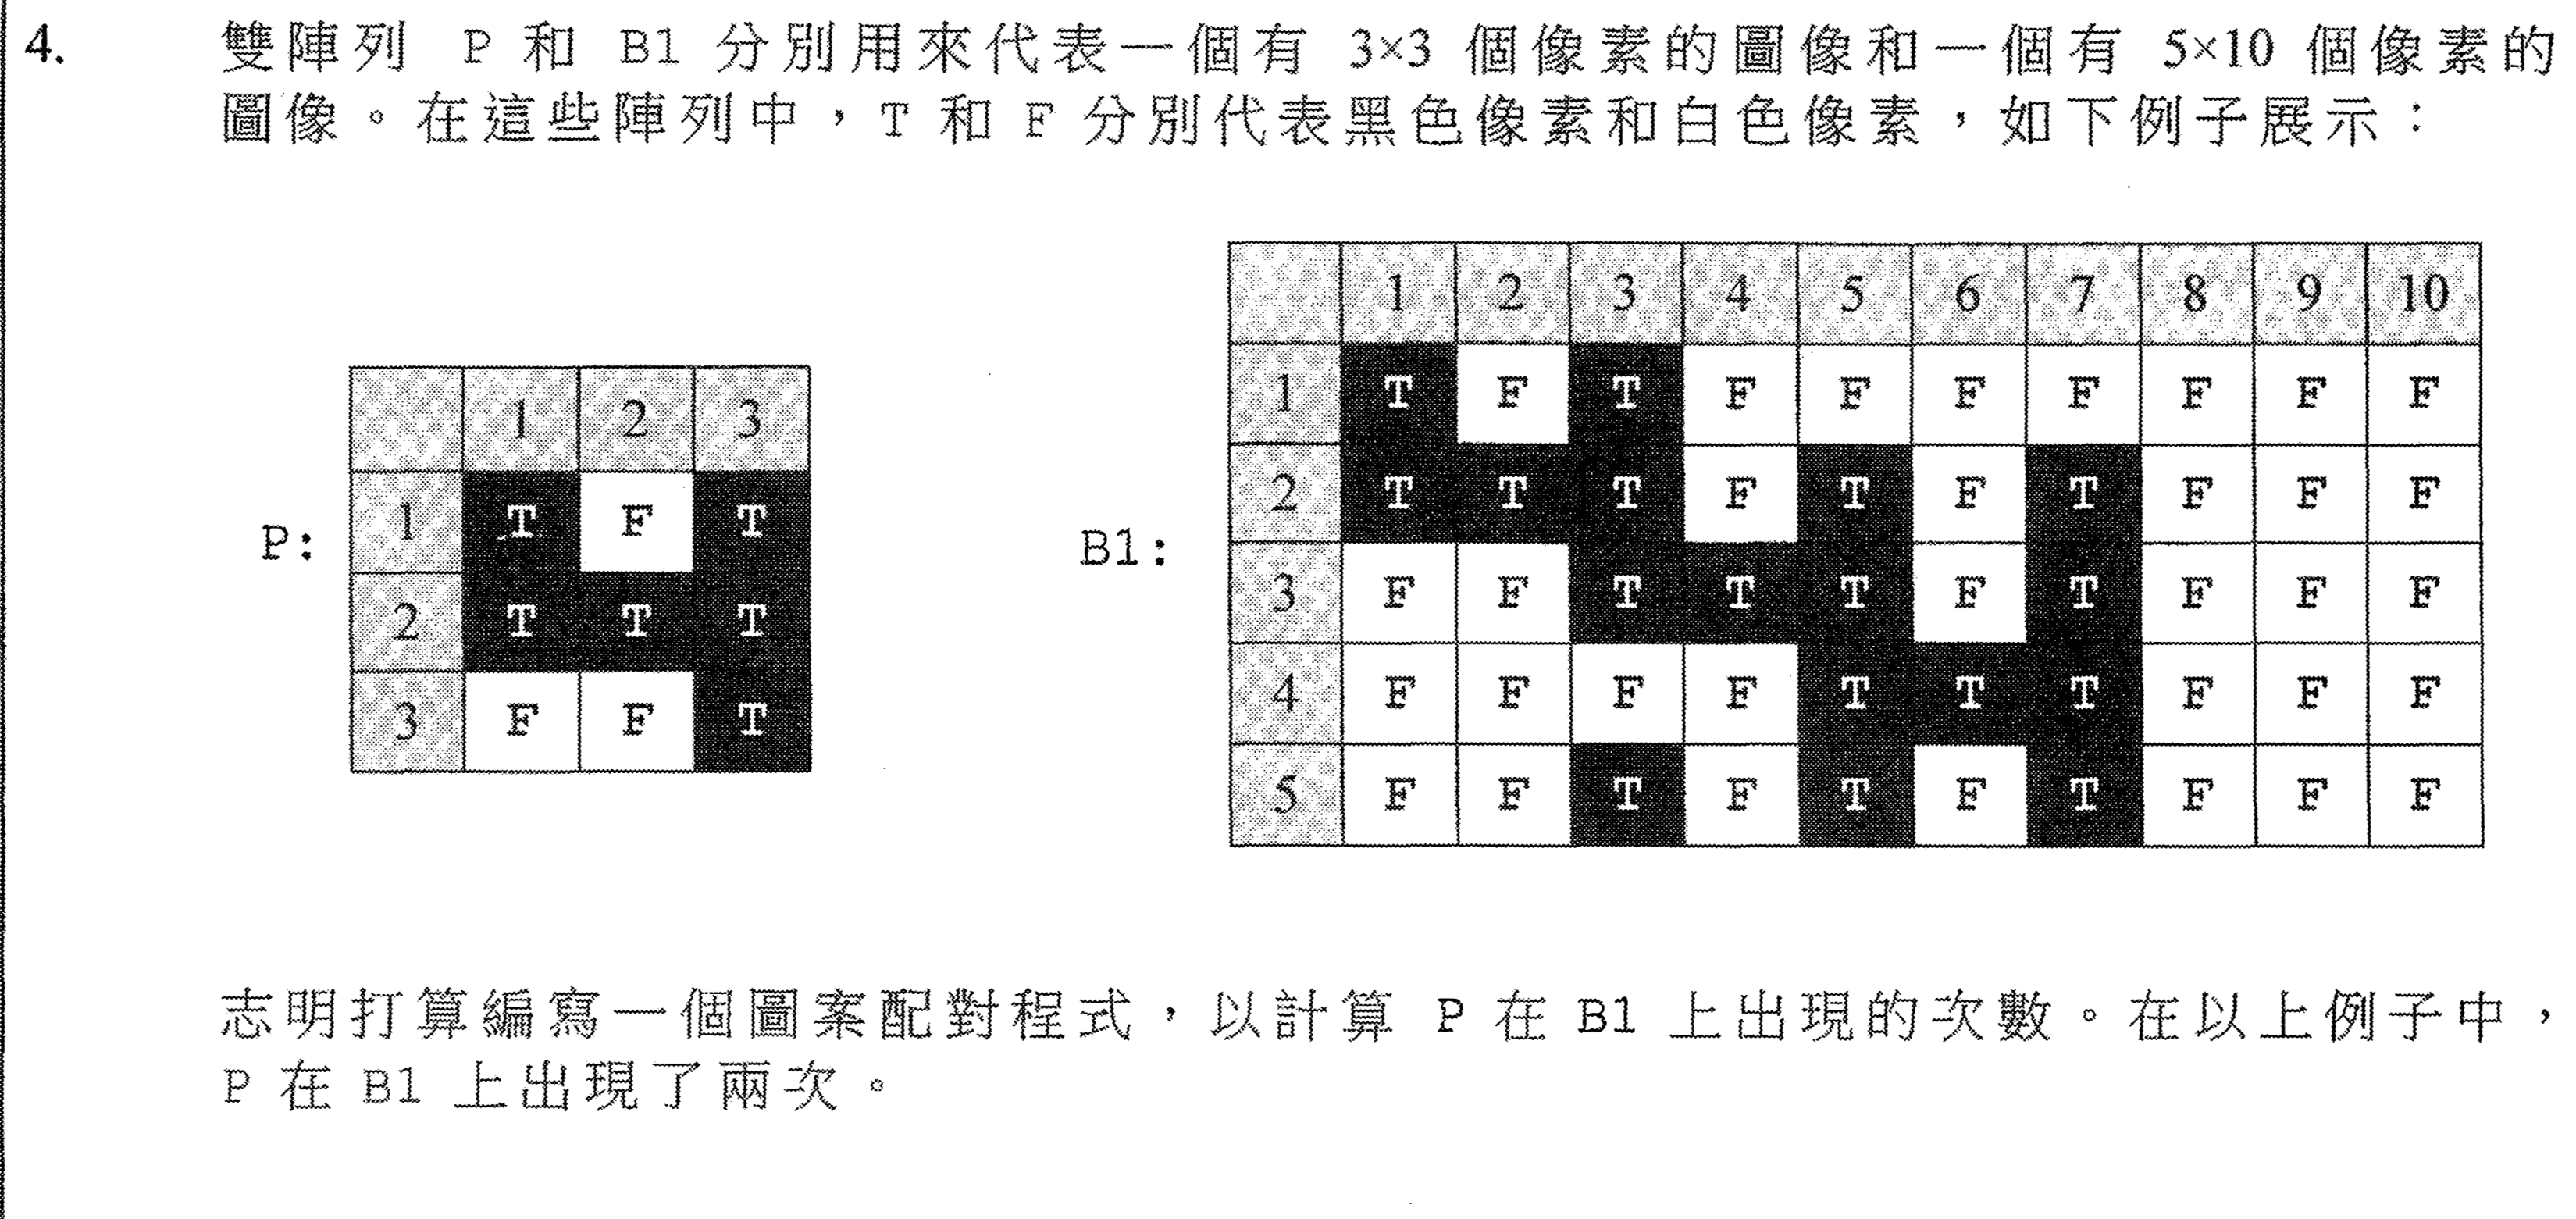 4. 雙陣列 P 和 B1 分別用來代表一個有 3×3 個像素的圖像和一個有 5×10 個像素的
圖像。在這些陣列中，T 和 F 分別代表黑色像素和白色像素，如下例子展示：
P:
1 2 3
1 T F T
2 T T T
3 F F T
B1:
1 2 3 4 5 6 7 8 9 10
1 T F T F F F F F F F
2 T T T F T F T F F F
3 F F T T T F T F F F
4 F F F F T T T F F F
5 F F T F T F T F F F
志明打算編寫一個圖案配對程式，以計算 P 在 B1 上出現的次數。在以上例子中，
P 在 B1 上出現了兩次。